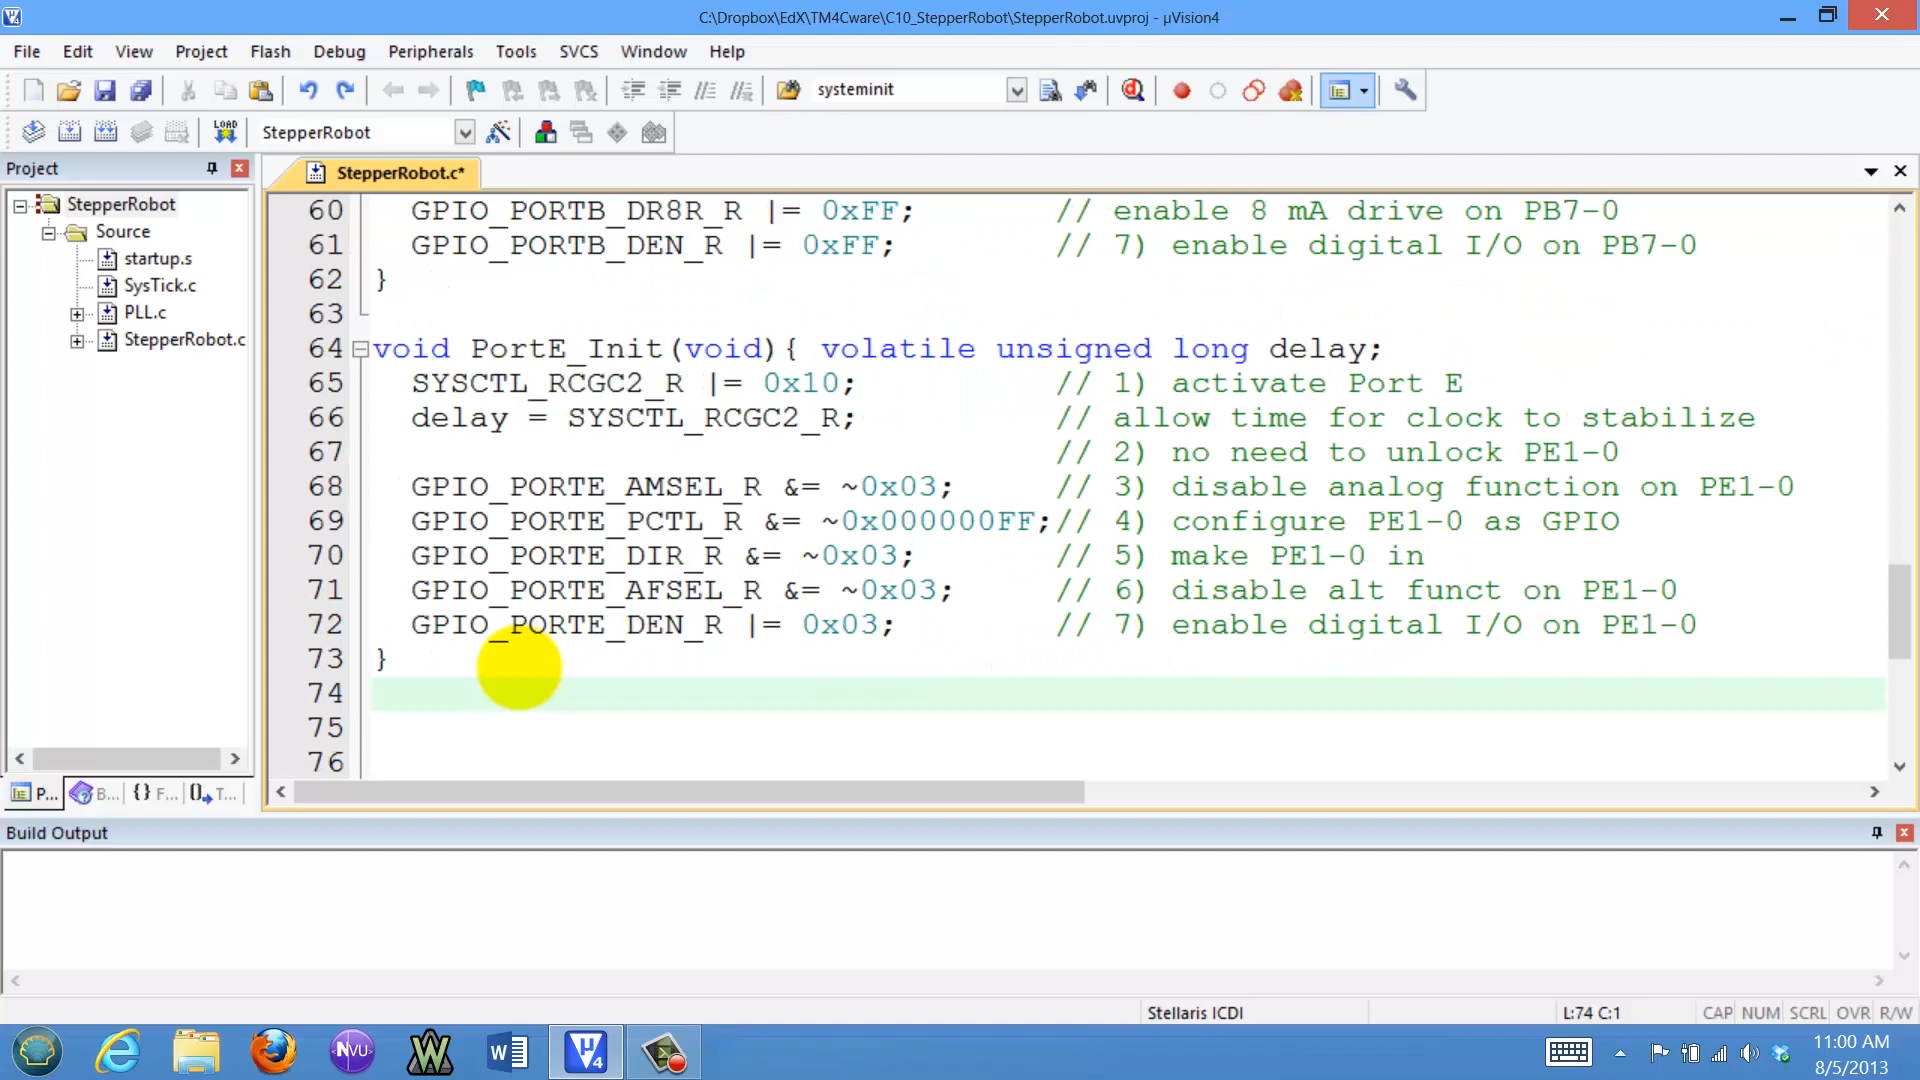 C:\Dropbox\EdX\TM4Cware\C10_StepperRobot\StepperRobot.uvproj - µVision4
File Edit View Project Flash Debug Peripherals Tools SVCS Window Help
systeminit
LOAD StepperRobot
Project
StepperRobot.c*
StepperRobot
Source
startup.s
SysTick.c
PLL.c
StepperRobot.c
60 GPIO_PORTB_DR8R_R |= 0xFF; // enable 8 mA drive on PB7-0
61 GPIO_PORTB_DEN_R |= 0xFF; // 7) enable digital I/O on PB7-0
62 }
63
64 void PortE_Init(void){ volatile unsigned long delay;
65 SYSCTL_RCGC2_R |= 0x10; // 1) activate Port E
66 delay = SYSCTL_RCGC2_R; // allow time for clock to stabilize
67 // 2) no need to unlock PE1-0
68 GPIO_PORTE_AMSEL_R &= ~0x03; // 3) disable analog function on PE1-0
69 GPIO_PORTE_PCTL_R &= ~0x000000FF;// 4) configure PE1-0 as GPIO
70 GPIO_PORTE_DIR_R &= ~0x03; // 5) make PE1-0 in
71 GPIO_PORTE_AFSEL_R &= ~0x03; // 6) disable alt funct on PE1-0
72 GPIO_PORTE_DEN_R |= 0x03; // 7) enable digital I/O on PE1-0
73 }
74
75
76
P... B... {} F... 0 T...
Build Output
Stellaris ICDI L:74 C:1 CAP NUM SCRL OVR R/W
NVU W W µ4
11:00 AM
8/5/2013